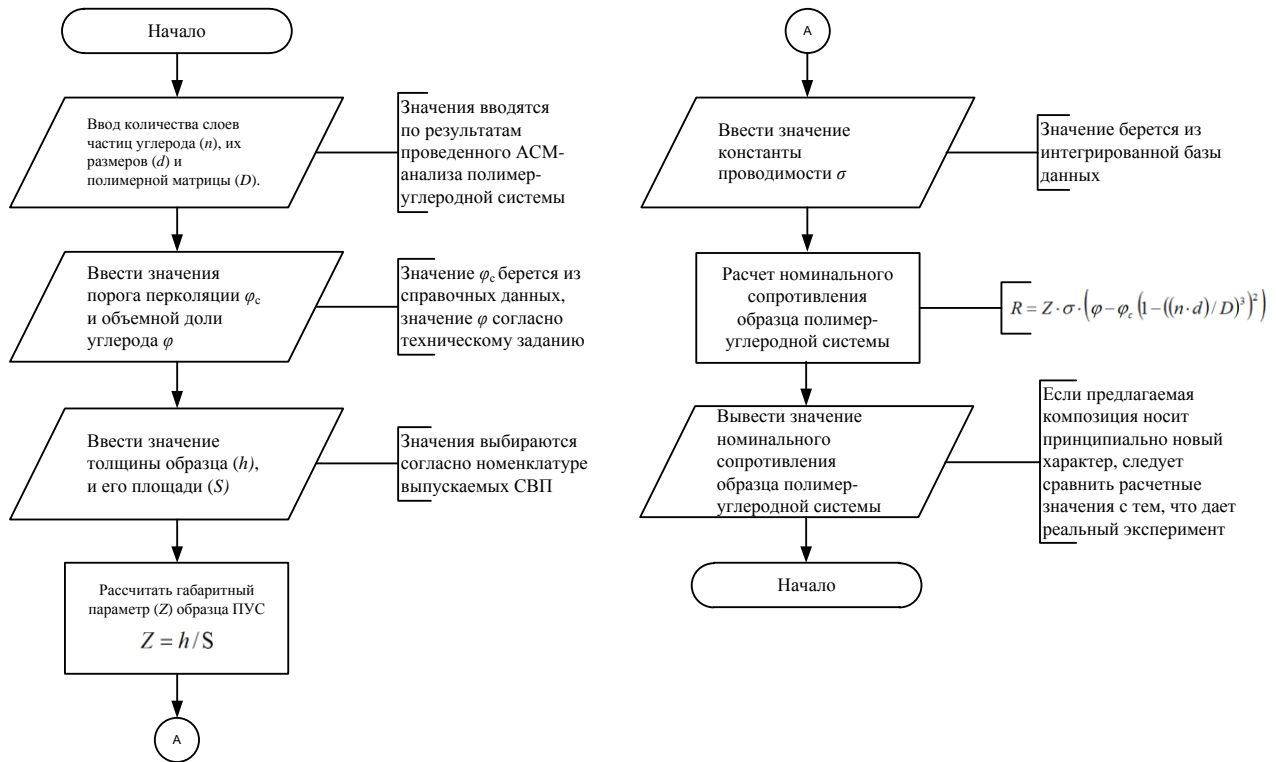 Начало
Ввод количества слоев
частиц углерода (n), их
размеров (d) и
полимерной матрицы (D).
Значения вводятся
по результатам
проведенного АСМ-
анализа полимер-
углеродной системы
Ввести значения
порога перколяции φc
и объемной доли
углерода φ
Значение φc берется из
справочных данных,
значение φ согласно
техническому заданию
Ввести значение
толщины образца (h),
и его площади (S)
Значения выбираются
согласно номенклатуре
выпускаемых СВП
Рассчитать габаритный
параметр (Z) образца ПУС
Z = h/S
А
А
Ввести значение
константы
проводимости σ
Значение берется из
интегрированной базы
данных
Расчет номинального
сопротивления
образца полимер-
углеродной системы
R = Z · σ · (φ − φc (1 − ((n · d)/D)³)²)
Вывести значение
номинального
сопротивления
образца полимер-
углеродной системы
Если предлагаемая
композиция носит
принципиально новый
характер, следует
сравнить расчетные
значения с тем, что дает
реальный эксперимент
Начало